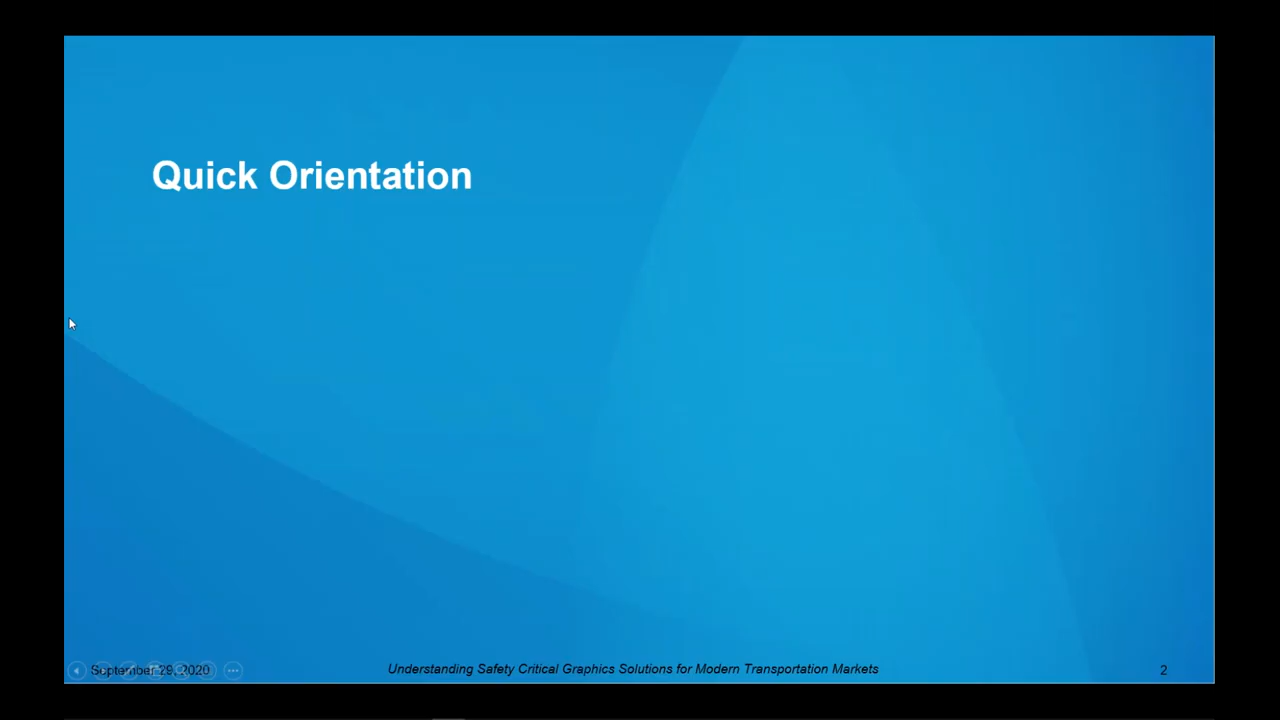 Quick Orientation
September 29, 2020
Understanding Safety Critical Graphics Solutions for Modern Transportation Markets
2